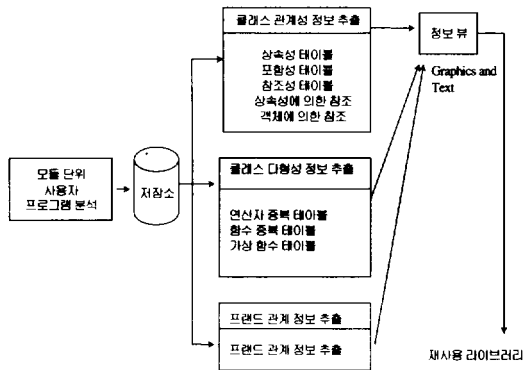 클래스 관계성 정보 추출
상속성 테이블
포함성 테이블
참조성 테이블
상속성에 의한 참조
객체에 의한 참조
정보 뷰
Graphics and
Text
모듈 단위
사용자
프로그램 분석
저장소
클래스 다형성 정보 추출
연산자 중복 테이블
함수 중복 테이블
가상 함수 테이블
프랜드 관계 정보 추출
프랜드 관계 정보 추출
재사용 라이브러리